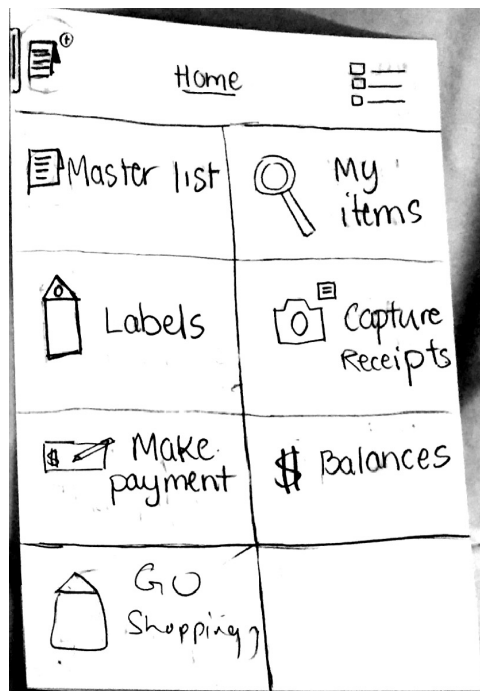 Home
Master list
My
items
Labels
Capture
Receipts
$ Make
payment
$ Balances
GO
Shopping